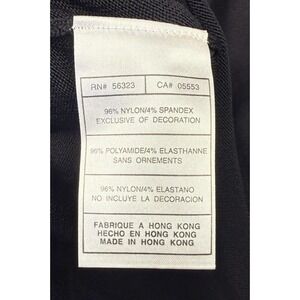 RN# 56323 CA# 05553
96% NYLON/4% SPANDEX
EXCLUSIVE OF DECORATION
96% POLYAMIDE/4% ELASTHANNE
SANS ORNEMENTS
96% NYLON/4% ELASTANO
NO INCLUYE LA DECORACION
FABRIQUE A HONG KONG
HECHO EN HONG KONG
MADE IN HONG KONG